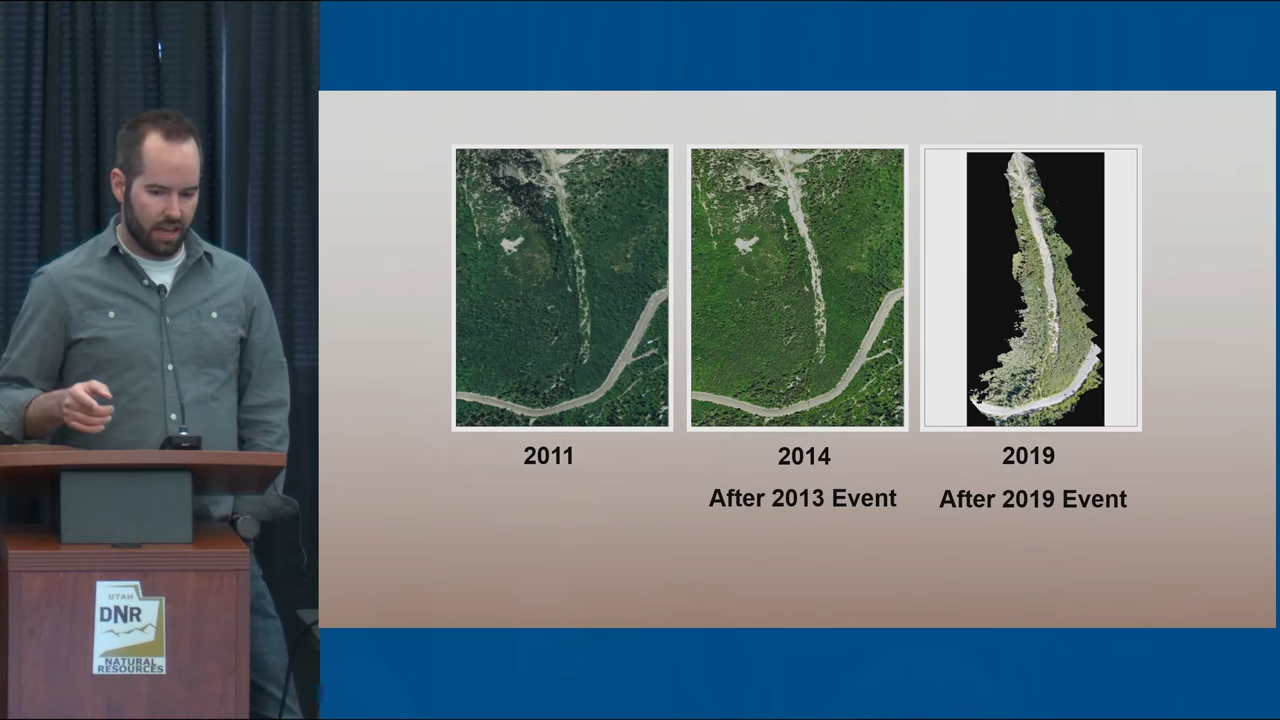 2011
2014
2019
After 2013 Event
After 2019 Event
UTAH
DNR
NATURAL
RESOURCES